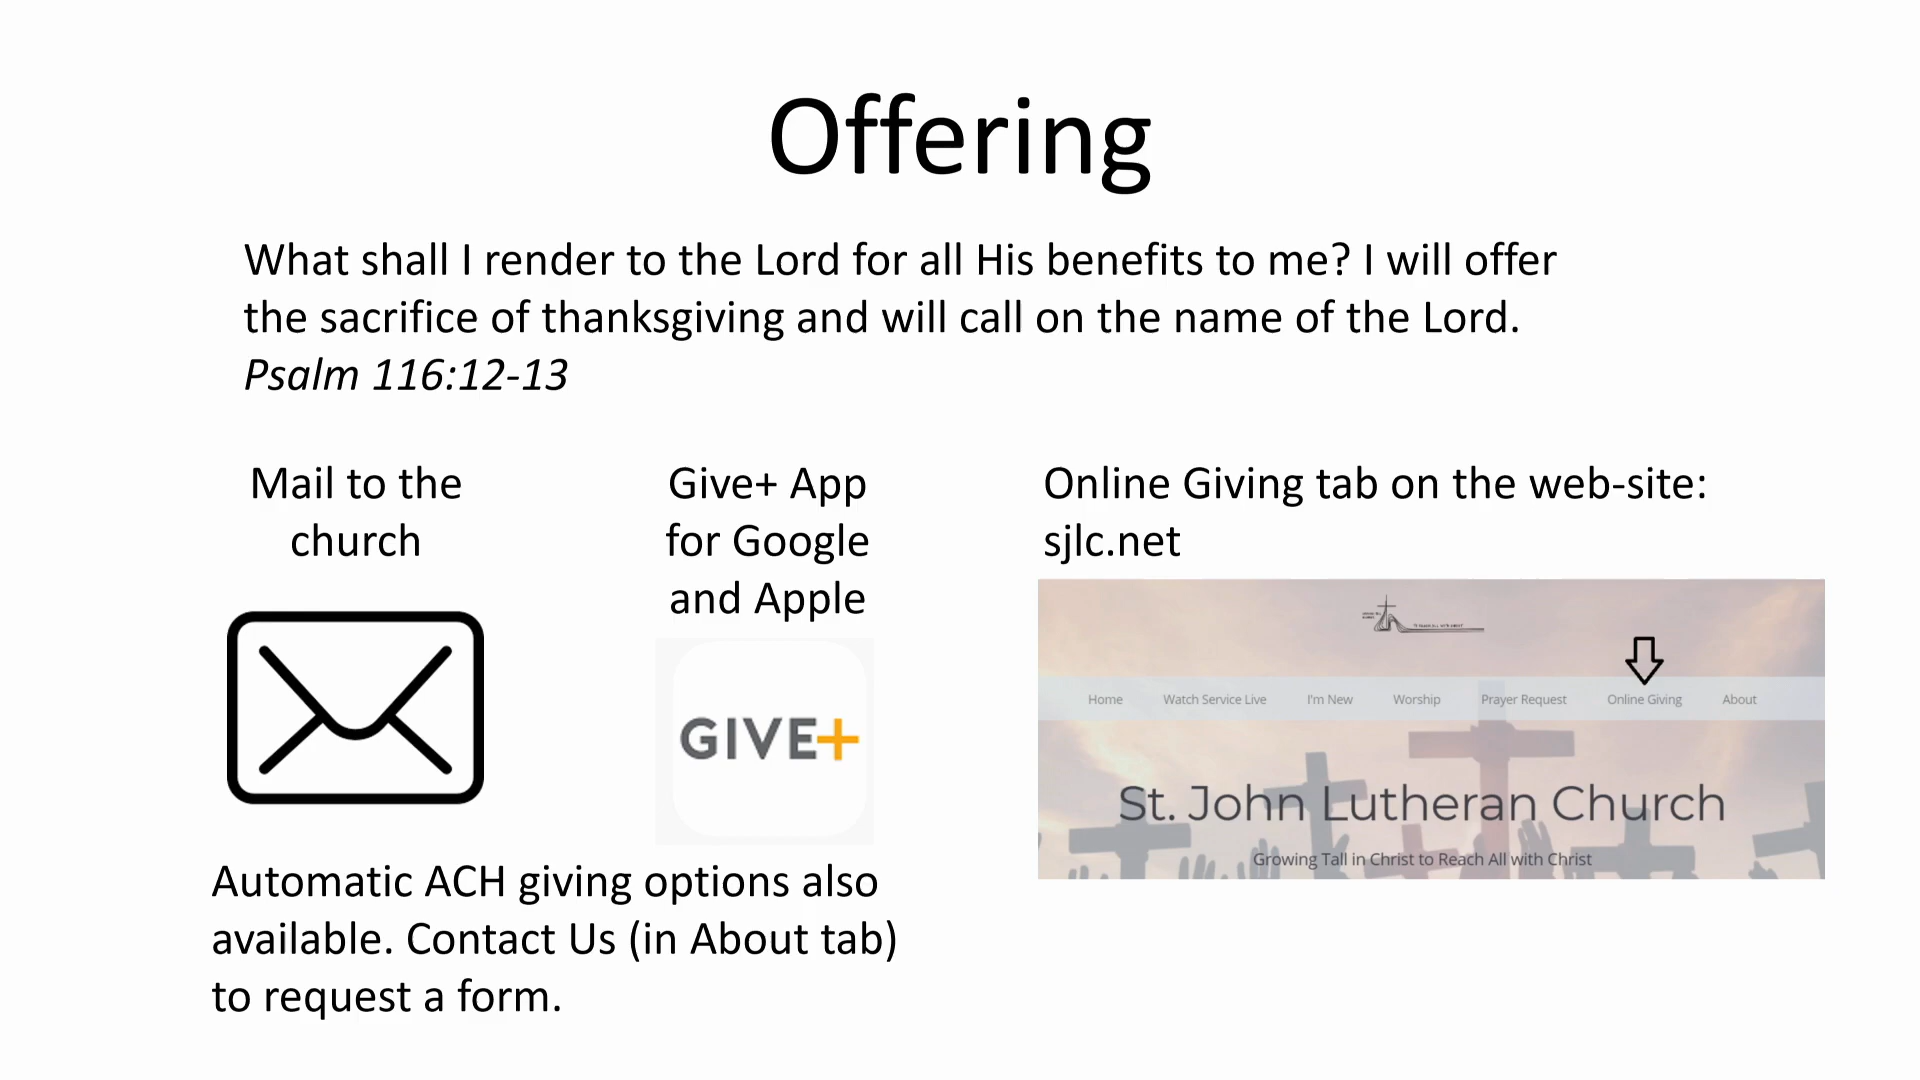 Offering
What shall I render to the Lord for all His benefits to me? I will offer
the sacrifice of thanksgiving and will call on the name of the Lord.
Psalm 116:12-13
Mail to the
church
Give+ App
for Google
and Apple
GIVE+
Online Giving tab on the web-site:
sjlc.net
Home Watch Service Live I'm New Worship Prayer Request Online Giving About
St. John Lutheran Church
Growing Tall in Christ to Reach All with Christ
Automatic ACH giving options also
available. Contact Us (in About tab)
to request a form.